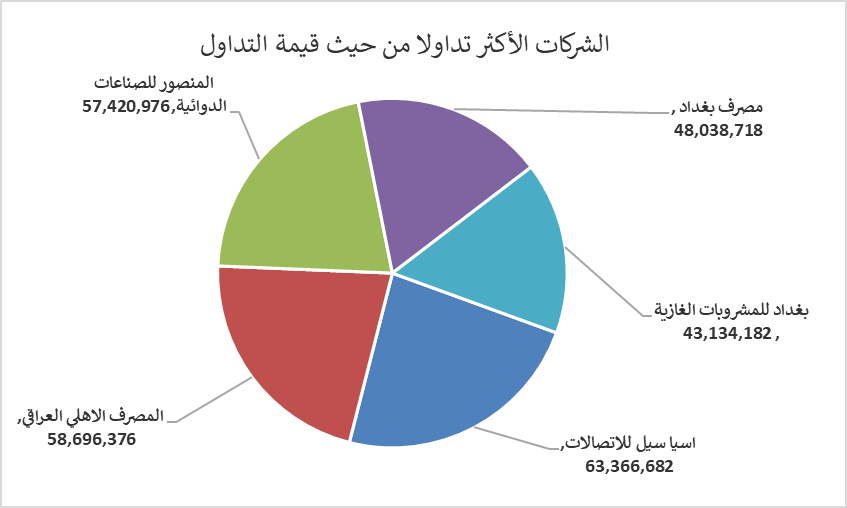 الشركات الأكثر تداولا من حيث قيمة التداول
المنصور للصناعات
الدوائية,57,420,976
مصرف بغداد ,
48,038,718
بغداد للمشروبات الغازية
, 43,134,182
المصرف الاهلي العراقي,
58,696,376
اسيا سيل للاتصالات,
63,366,682